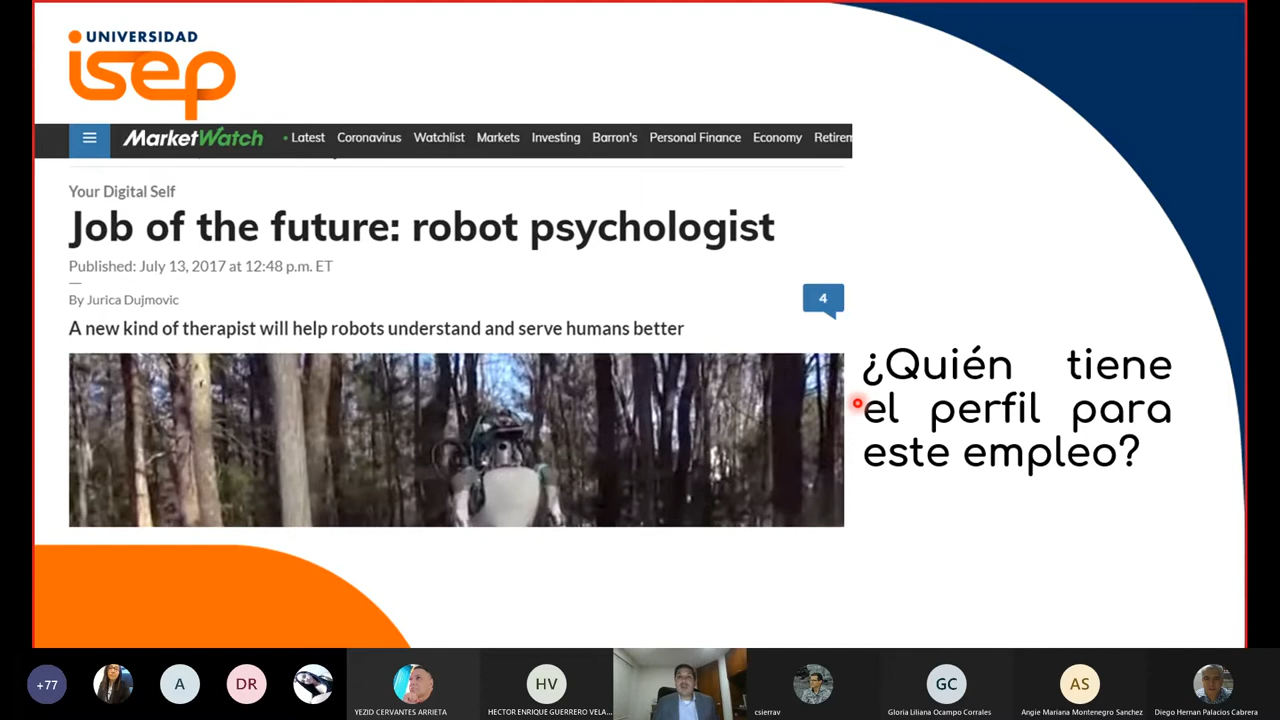 UNIVERSIDAD
isep
MarketWatch
Latest Coronavirus Watchlist Markets Investing Barron's Personal Finance Economy Retirem
Your Digital Self
Job of the future: robot psychologist
Published: July 13, 2017 at 12:48 p.m. ET
By Jurica Dujmovic
4
A new kind of therapist will help robots understand and serve humans better
¿Quién tiene
el perfil para
este empleo?
+77
A
DR
YEZID CERVANTES ARRIETA
HV
HECTOR ENRIQUE GUERRERO VELA...
csierrav
GC
Gloria Liliana Ocampo Corrales
AS
Angie Mariana Montenegro Sanchez
Diego Hernan Palacios Cabrera